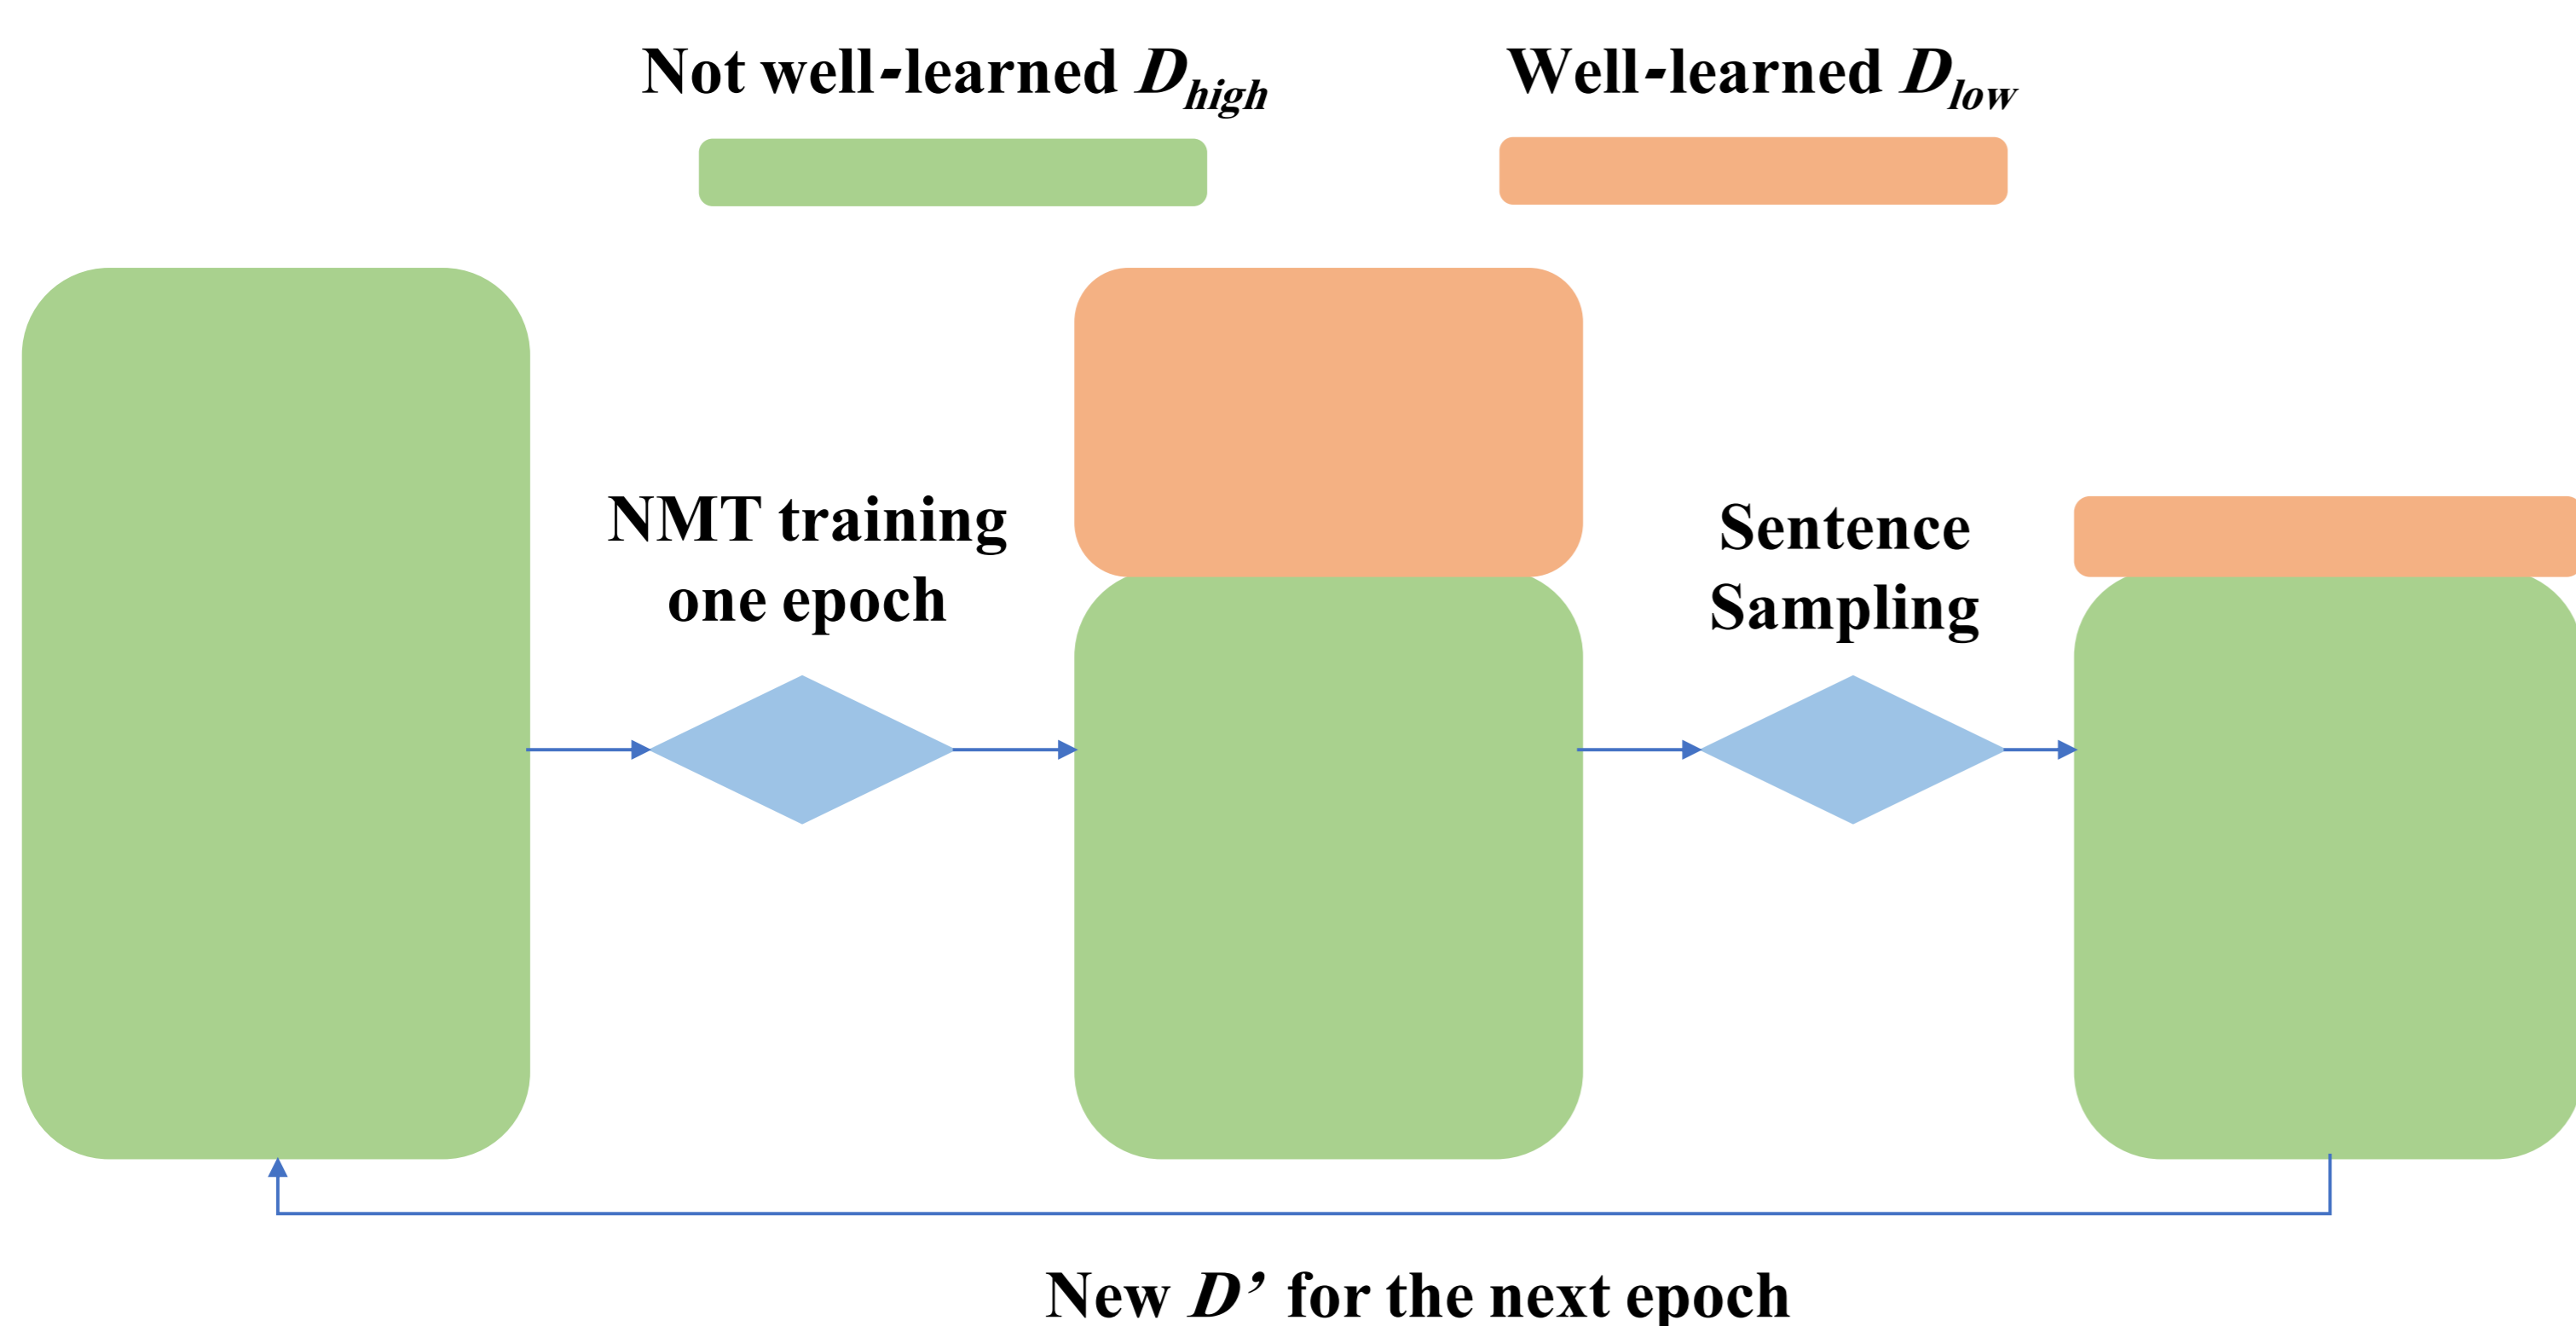 Not well-learned D_high
Well-learned D_low
NMT training
one epoch
Sentence
Sampling
New D’ for the next epoch